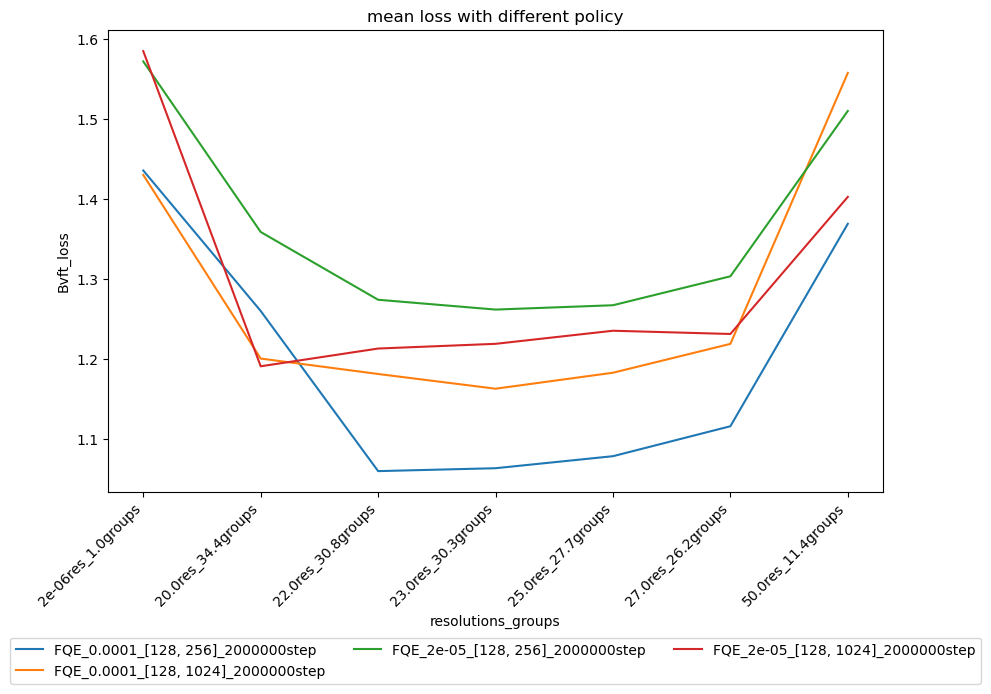 mean loss with different policy
1.6
1.5
1.4
1.3
1.2
1.1
Bvft_loss
2e-06res_1.0groups
20.0res_34.4groups
22.0res_30.8groups
23.0res_30.3groups
25.0res_27.7groups
27.0res_26.2groups
50.0res_11.4groups
resolutions_groups
FQE_0.0001_[128, 256]_2000000step
FQE_0.0001_[128, 1024]_2000000step
FQE_2e-05_[128, 256]_2000000step
FQE_2e-05_[128, 1024]_2000000step